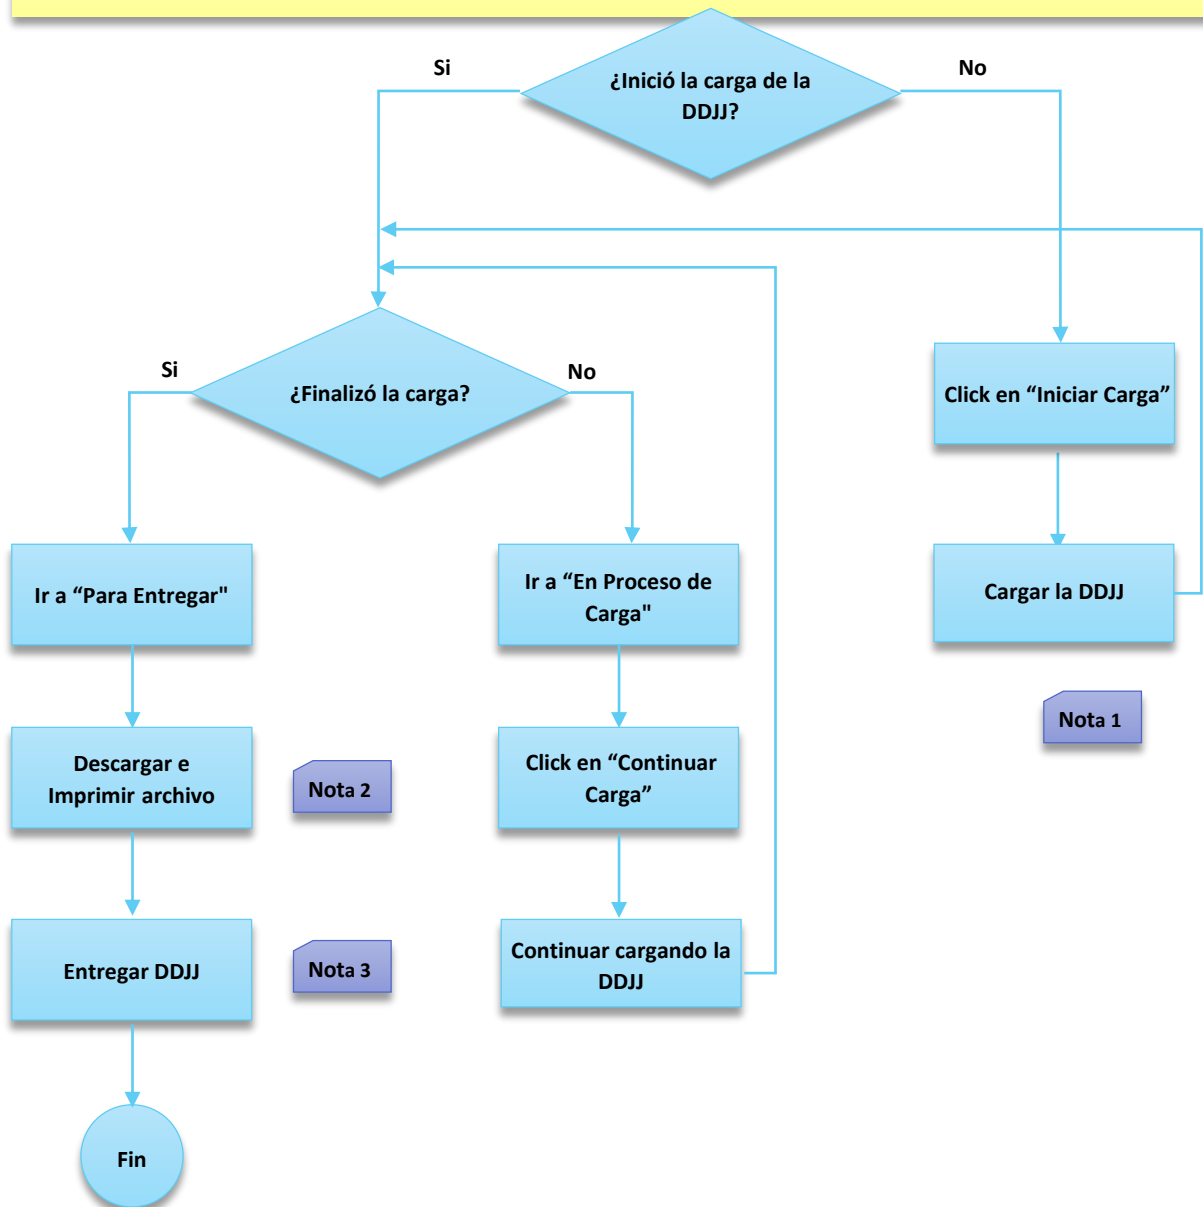 Si
¿Inició la carga de la
DDJJ?
No
Si
¿Finalizó la carga?
No
Click en “Iniciar Carga”
Ir a “Para Entregar"
Ir a “En Proceso de
Carga"
Cargar la DDJJ
Nota 1
Descargar e
Imprimir archivo
Nota 2
Click en “Continuar
Carga”
Entregar DDJJ
Nota 3
Continuar cargando la
DDJJ
Fin